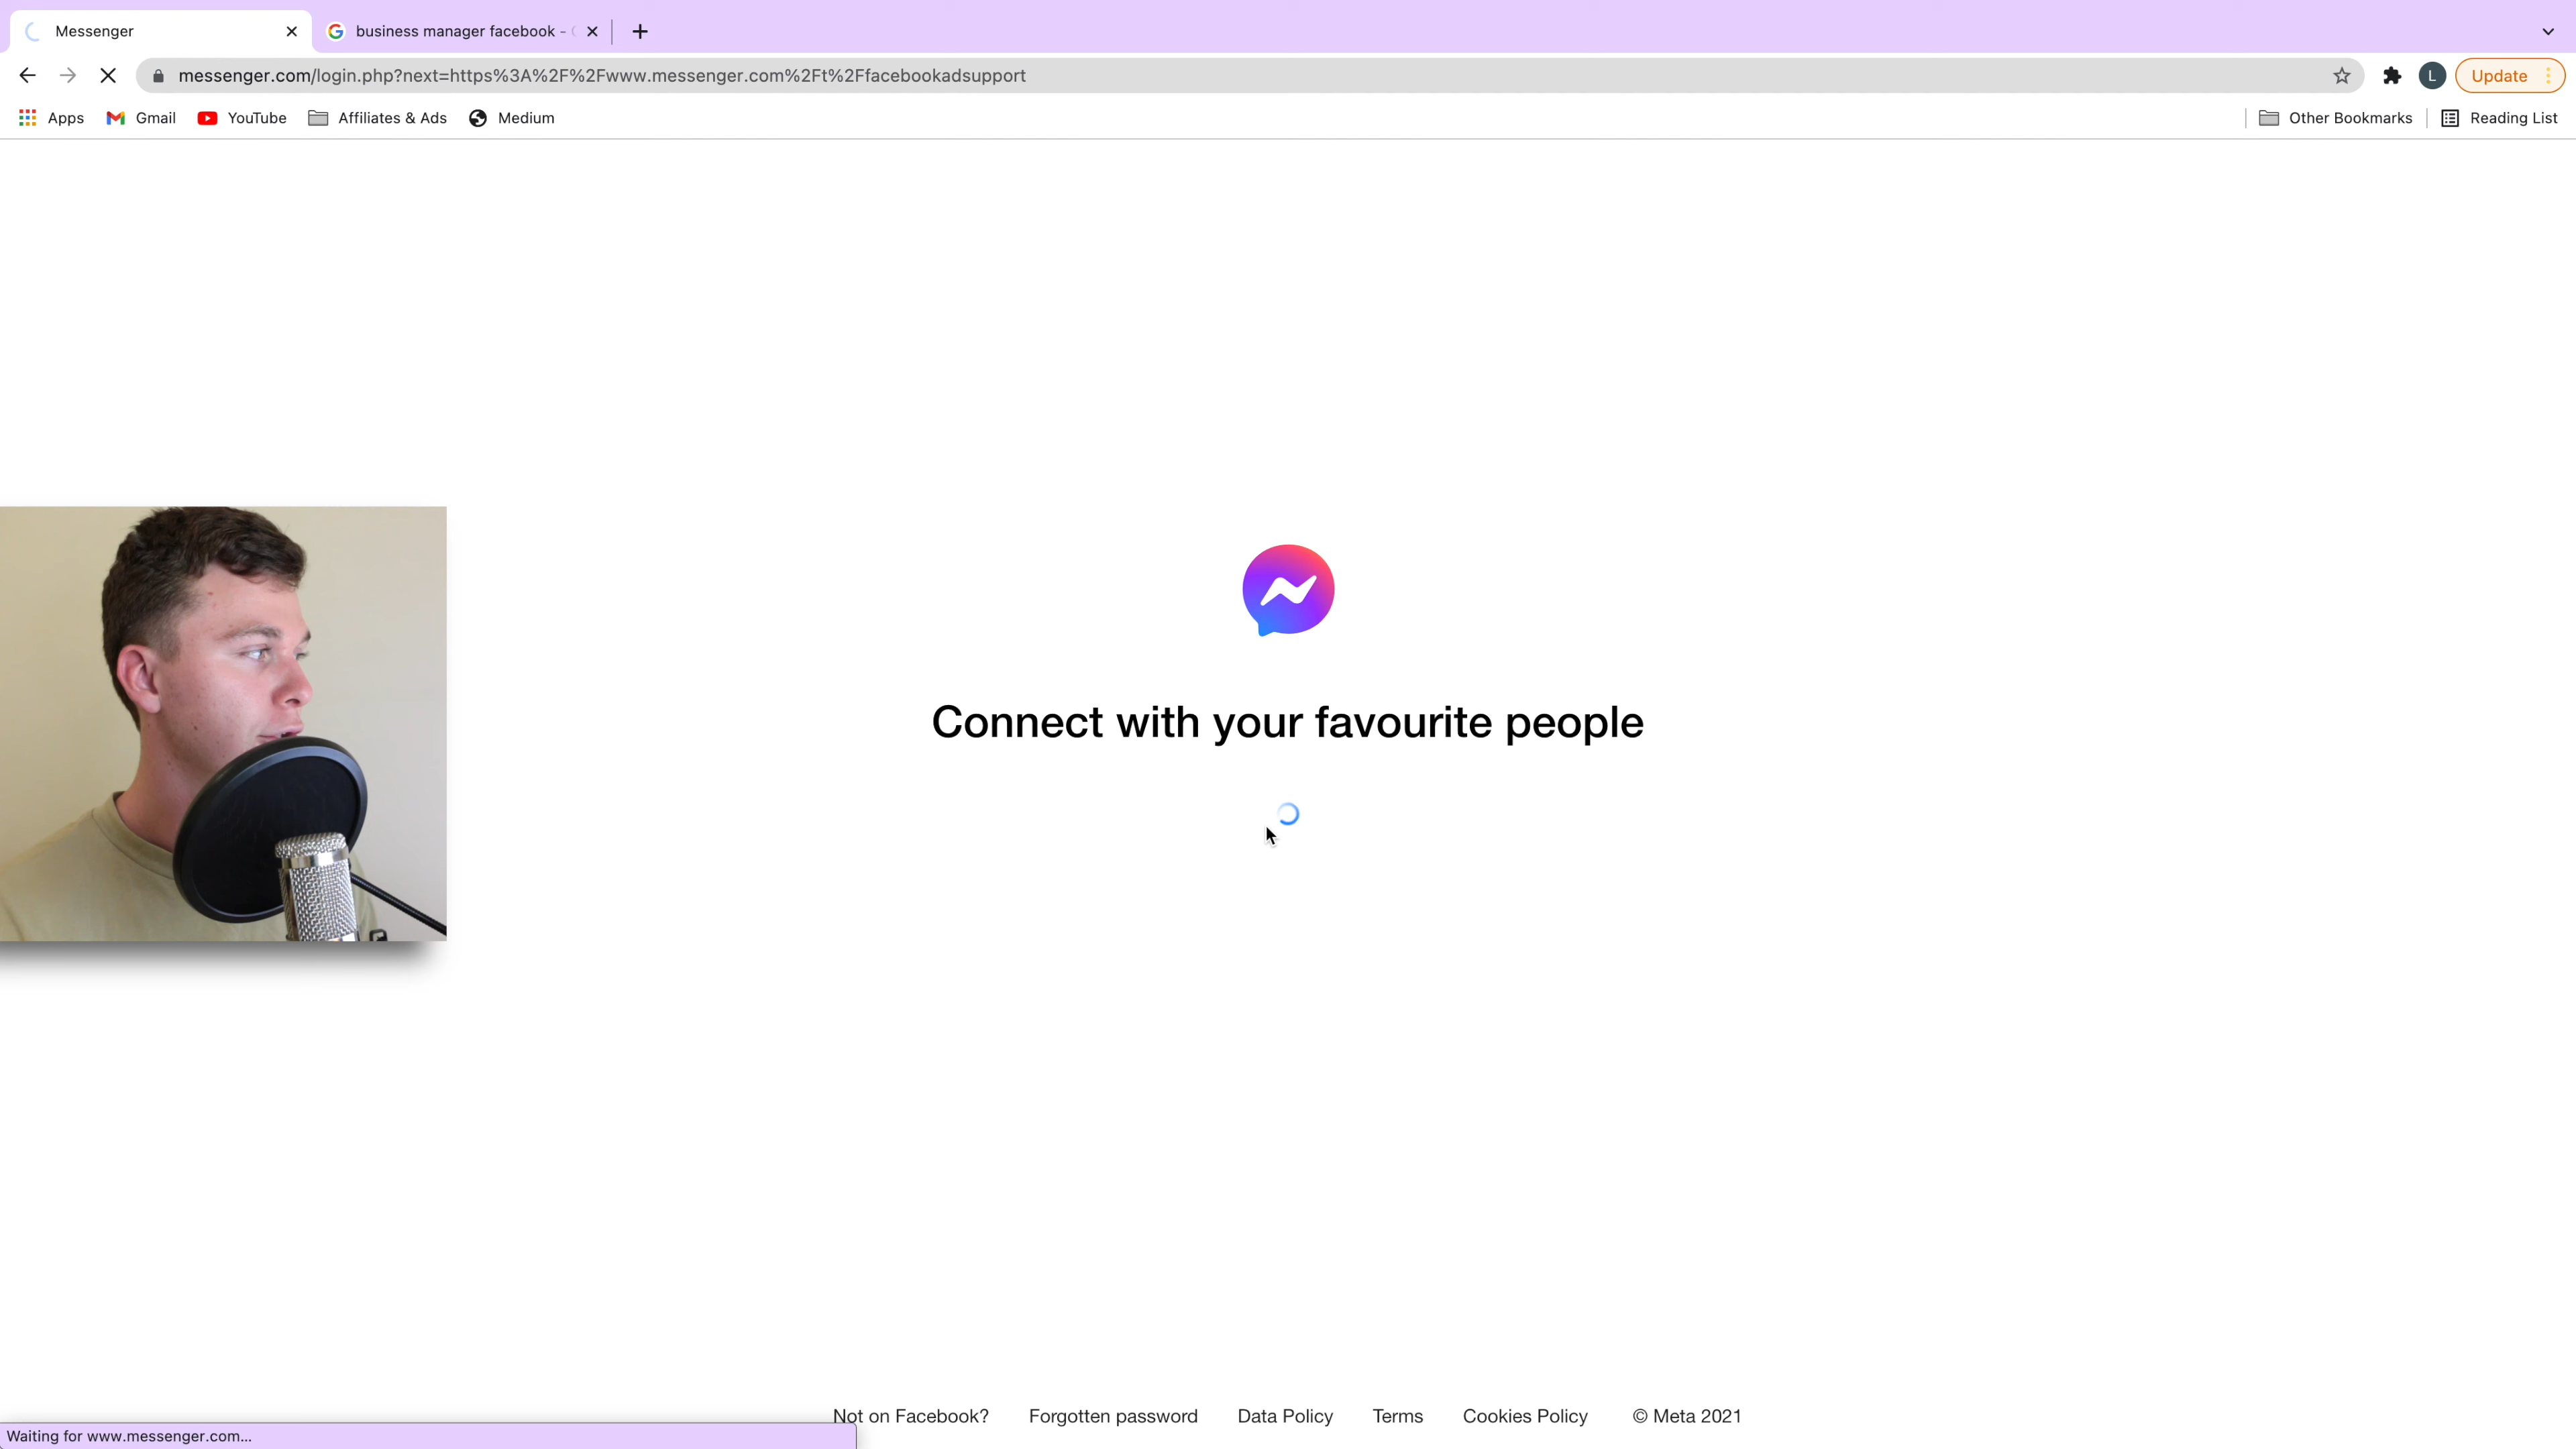 Messenger
business manager facebook - (
messenger.com/login.php?next=https%3A%2F%2Fwww.messenger.com%2Ft%2Ffacebookadsupport
L
Update
Apps
Gmail
YouTube
Affiliates & Ads
Medium
Other Bookmarks
Reading List
Connect with your favourite people
Not on Facebook?
Forgotten password
Data Policy
Terms
Cookies Policy
© Meta 2021
Waiting for www.messenger.com...